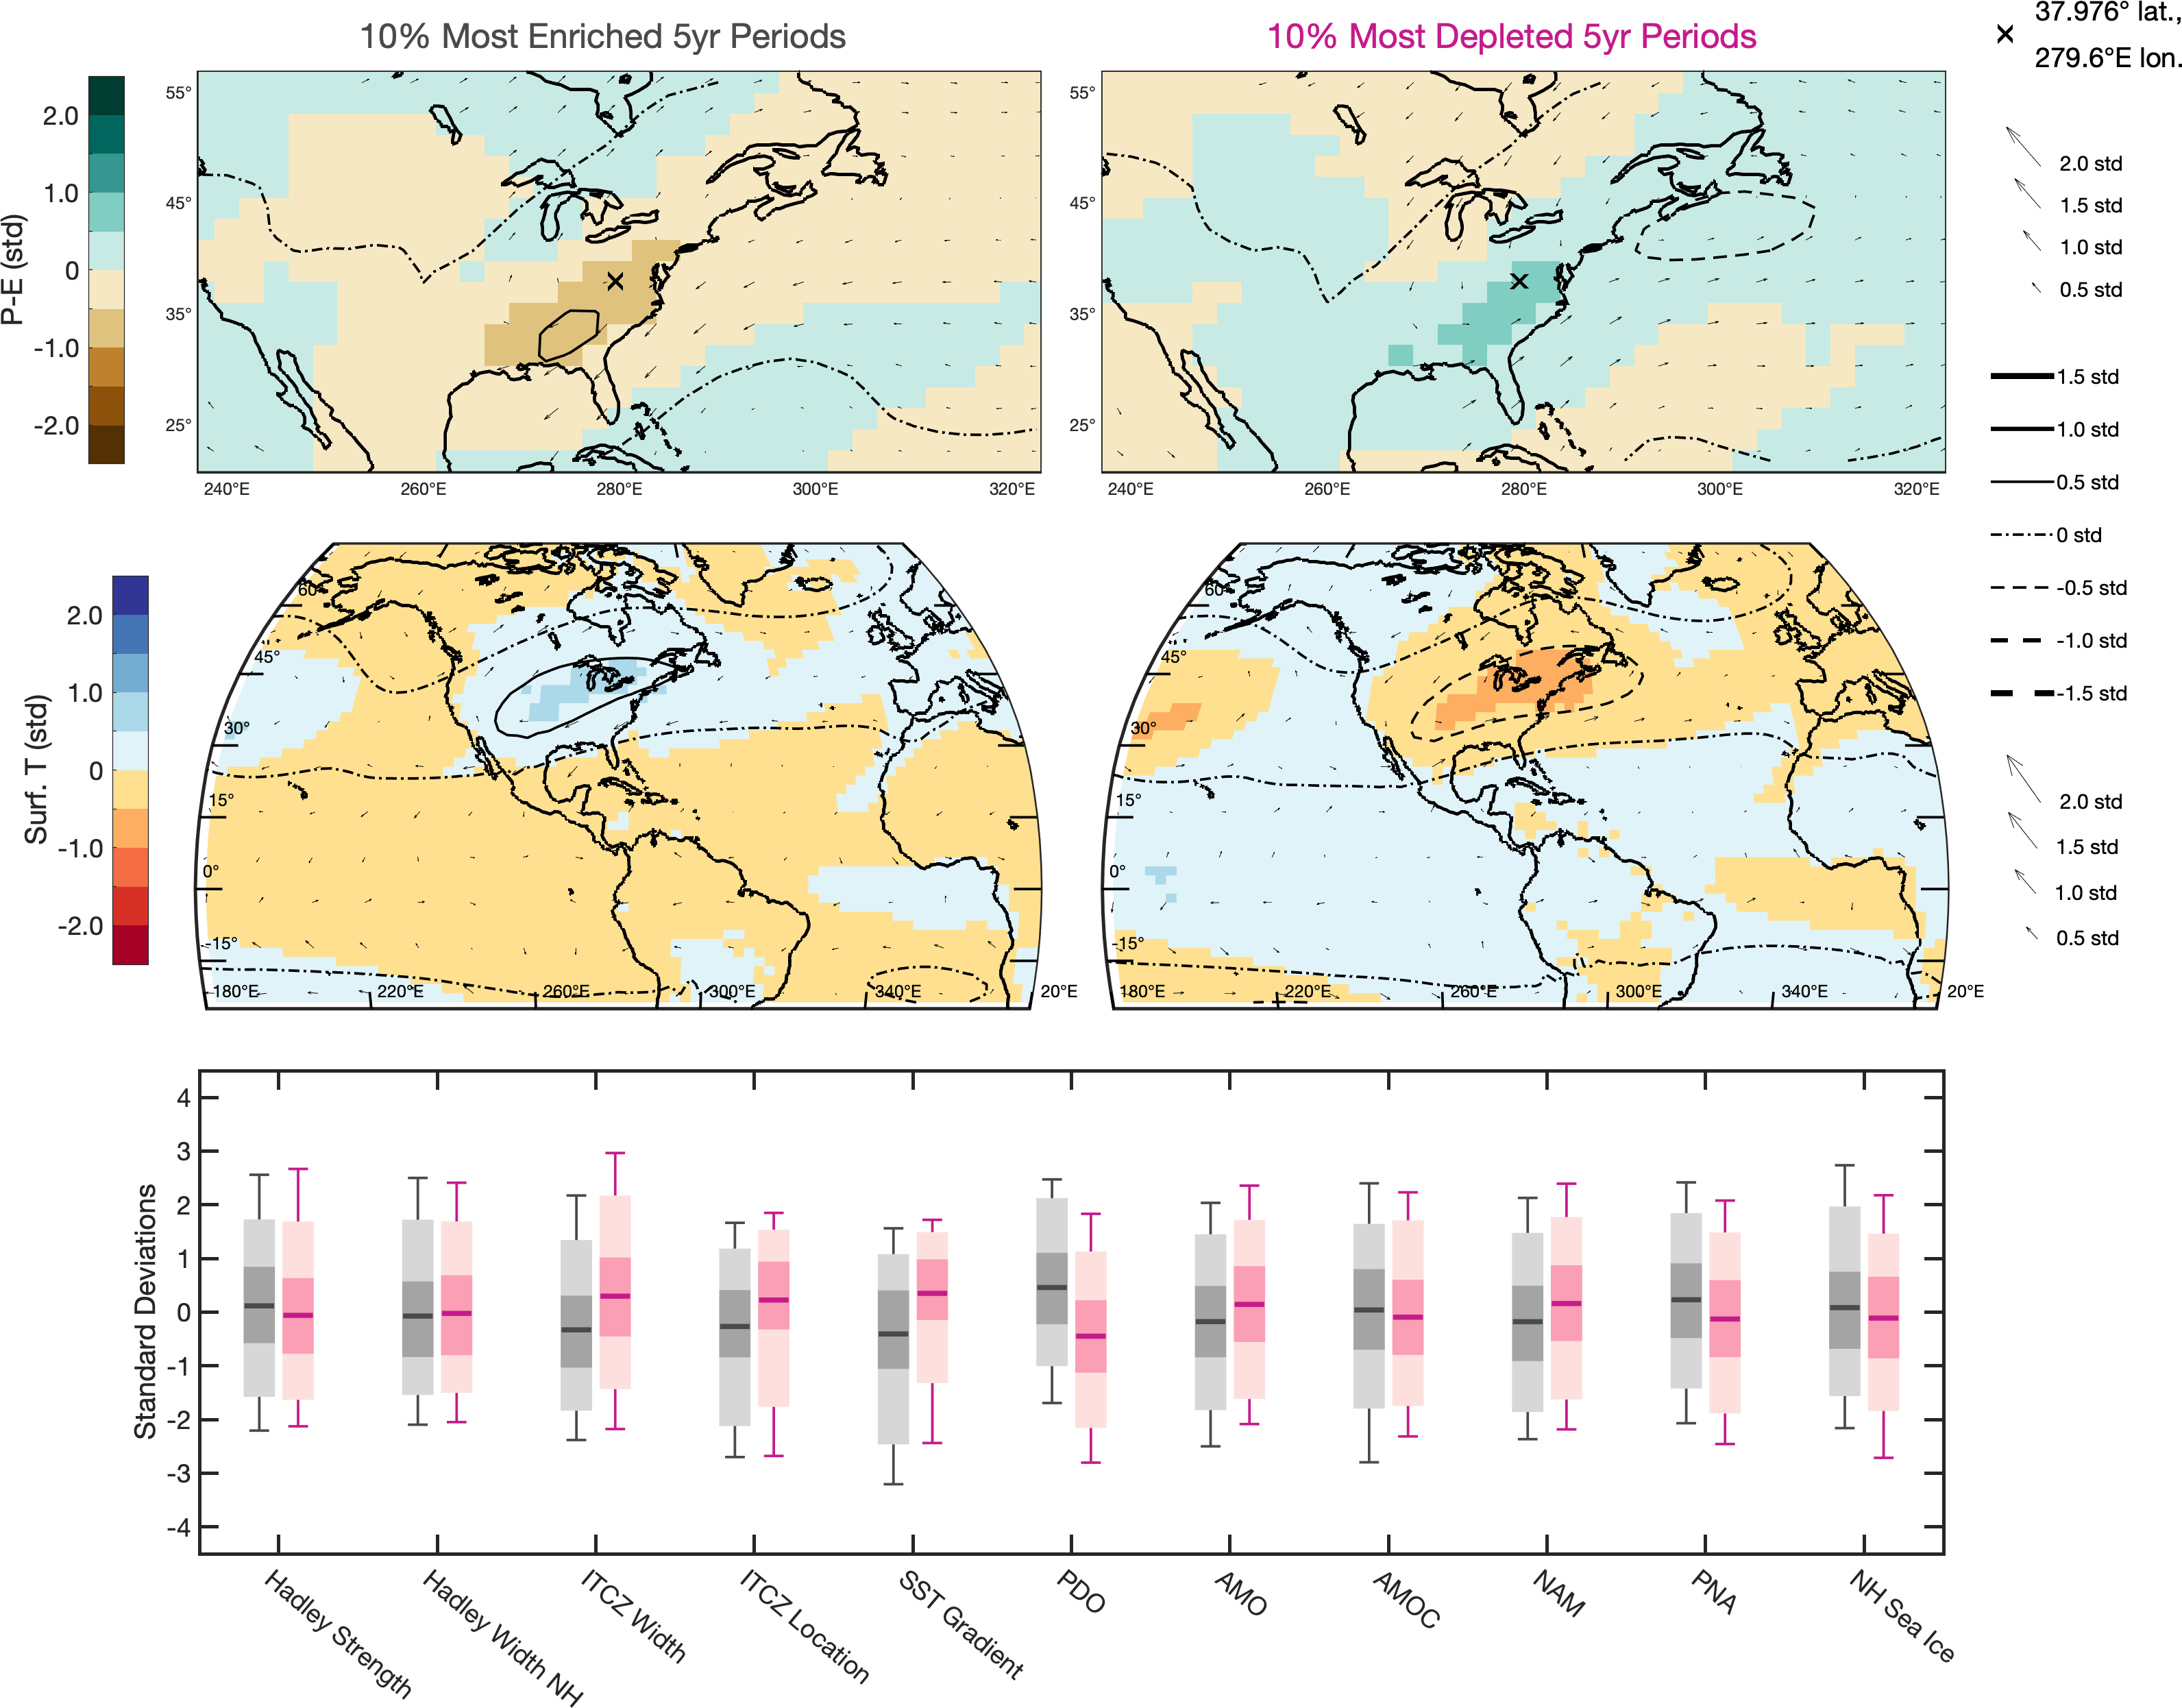 10% Most Enriched 5yr Periods
10% Most Depleted 5yr Periods
37.976° lat.,
279.6°E lon.
P-E (std)
2.0
1.0
0
-1.0
-2.0
55°
45°
35°
25°
240°E 260°E 280°E 300°E 320°E
55°
45°
35°
25°
240°E 260°E 280°E 300°E 320°E
2.0 std
1.5 std
1.0 std
0.5 std
1.5 std
1.0 std
0.5 std
0 std
-0.5 std
-1.0 std
-1.5 std
Surf. T (std)
2.0
1.0
0
-1.0
-2.0
60°
45°
30°
15°
0°
-15°
180°E 220°E 260°E 300°E 340°E 20°E
60°
45°
30°
15°
0°
-15°
180°E 220°E 260°E 300°E 340°E 20°E
2.0 std
1.5 std
1.0 std
0.5 std
Standard Deviations
4
3
2
1
0
-1
-2
-3
-4
Hadley Strength
Hadley Width NH
ITCZ Width
ITCZ Location
SST Gradient
PDO
AMO
AMOC
NAM
PNA
NH Sea Ice